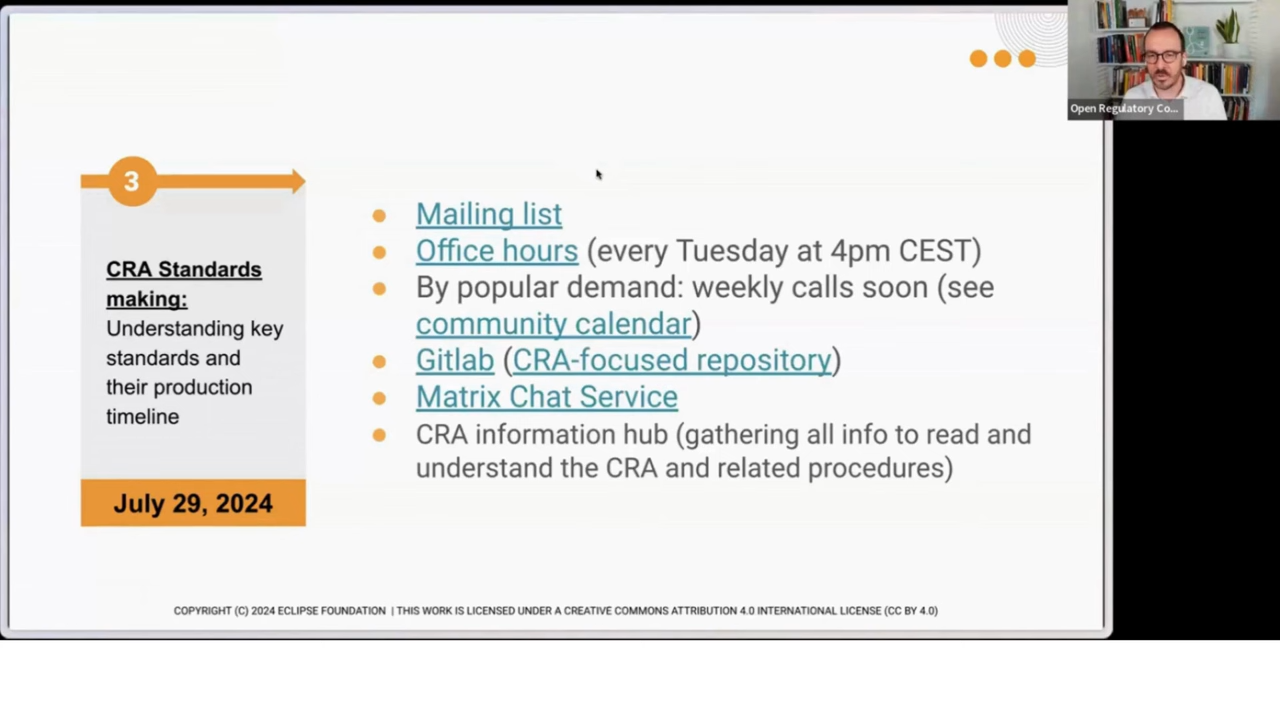 Open Regulatory Co...
3
CRA Standards
making:
Understanding key
standards and
their production
timeline
July 29, 2024
Mailing list
Office hours (every Tuesday at 4pm CEST)
By popular demand: weekly calls soon (see
community calendar)
Gitlab (CRA-focused repository)
Matrix Chat Service
CRA information hub (gathering all info to read and
understand the CRA and related procedures)
COPYRIGHT (C) 2024 ECLIPSE FOUNDATION | THIS WORK IS LICENSED UNDER A CREATIVE COMMONS ATTRIBUTION 4.0 INTERNATIONAL LICENSE (CC BY 4.0)